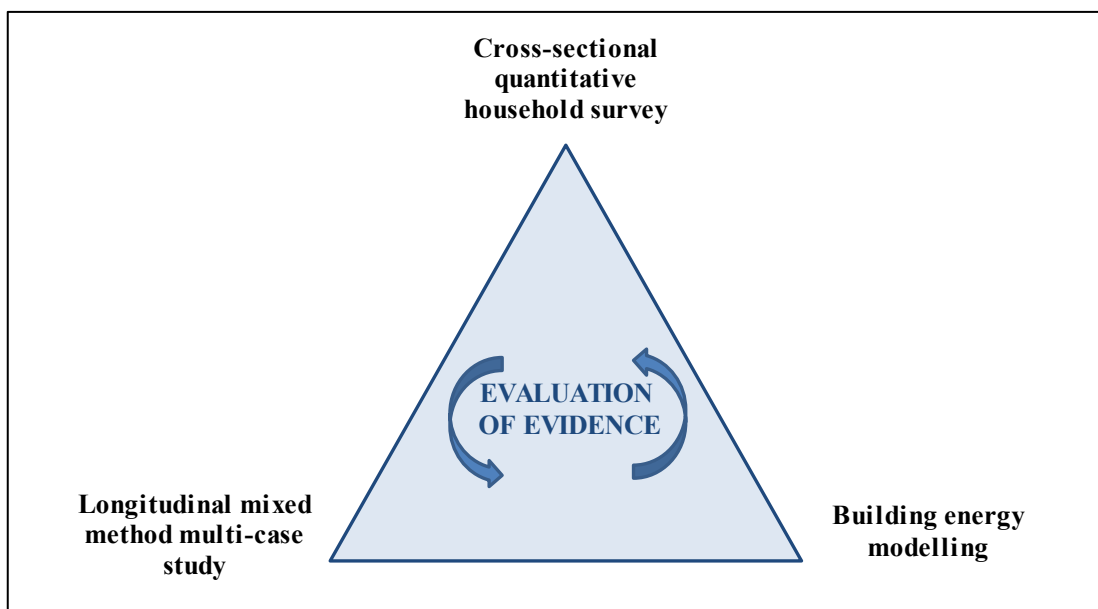 Cross-sectional
quantitative
household survey
EVALUATION
OF EVIDENCE
Longitudinal mixed
method multi-case
study
Building energy
modelling